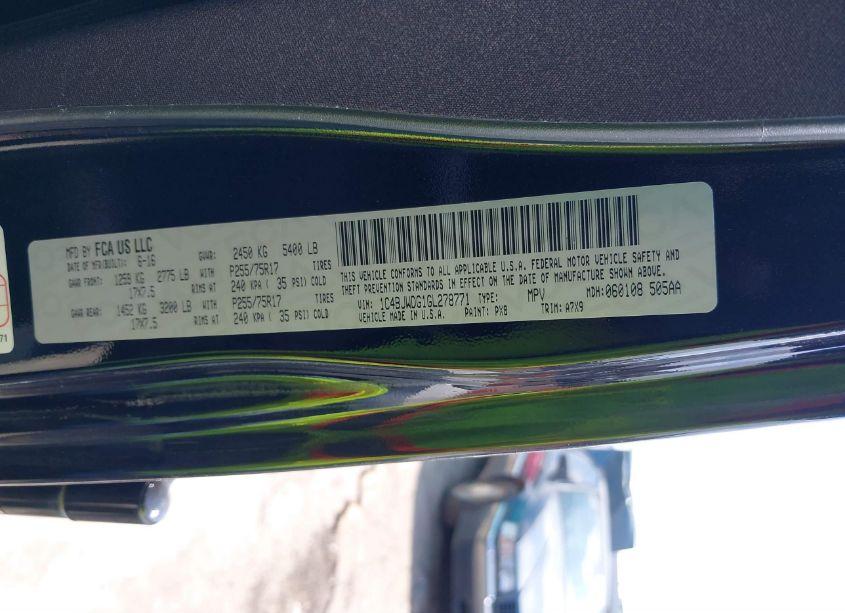 MFD BY FCA US LLC
DATE OF MFR(BUILT): 6-16 GVWR: 2450 KG 5400 LB
GAWR FRONT: 1259 KG 2775 LB WITH P255/75R17 TIRES
17X7.5 RIMS AT 240 KPA ( 35 PSI) COLD
GAWR REAR: 1452 KG 3200 LB WITH P255/75R17 TIRES
17X7.5 RIMS AT 240 KPA ( 35 PSI) COLD
THIS VEHICLE CONFORMS TO ALL APPLICABLE U.S.A. FEDERAL MOTOR VEHICLE SAFETY AND
THEFT PREVENTION STANDARDS IN EFFECT ON THE DATE OF MANUFACTURE SHOWN ABOVE.
VIN: 1C4BJWDG1GL278771 TYPE: MPV MDH: 060108 505AA
VEHICLE MADE IN U.S.A. PAINT: PX8 TRIM: A7X9
71